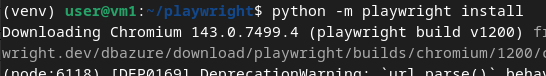 (venv) user@vm1:~/playwright$ python -m playwright install
Downloading Chromium 143.0.7499.4 (playwright build v1200) fr
wright.dev/dbazure/download/playwright/builds/chromium/1200/c
(node:6118) [DEP0169] DeprecationWarning: `url.parse()` behav